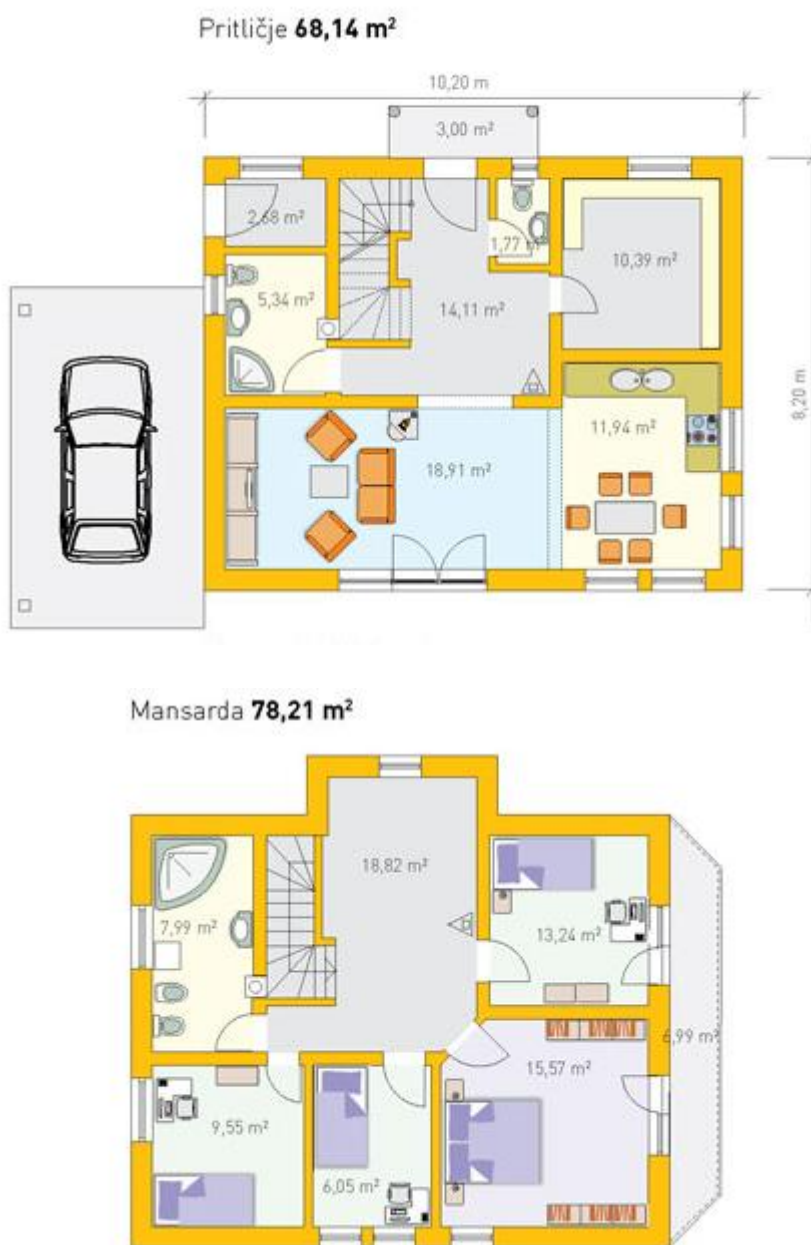 Pritličje 68,14 m²
10,20 m
3,00 m²
2,68 m²
1,77 m²
10,39 m²
5,34 m²
14,11 m²
8,20 m
11,94 m²
18,91 m²
Mansarda 78,21 m²
18,82 m²
7,99 m²
13,24 m²
6,99 m²
15,57 m²
9,55 m²
6,05 m²